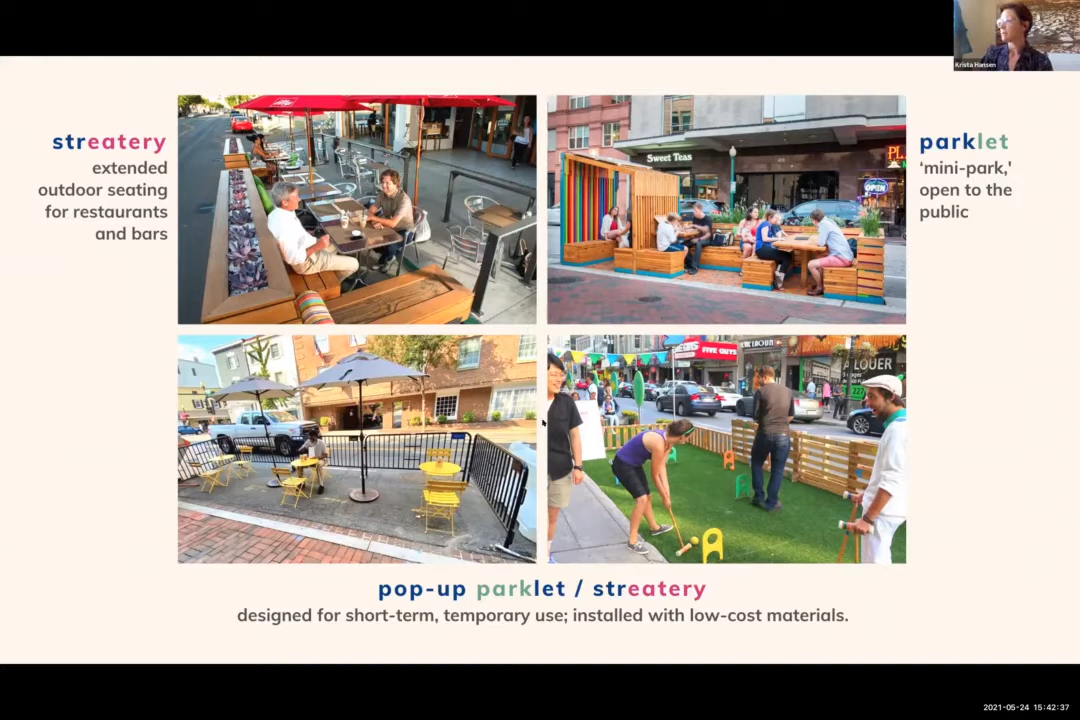 Krista Hansen
streatery
extended
outdoor seating
for restaurants
and bars
parklet
‘mini-park,'
open to the
public
Sweet Teas
OPEN
FIVE GUYS
A LOUER
pop-up parklet / streatery
designed for short-term, temporary use; installed with low-cost materials.
2021-05-24 15:42:37